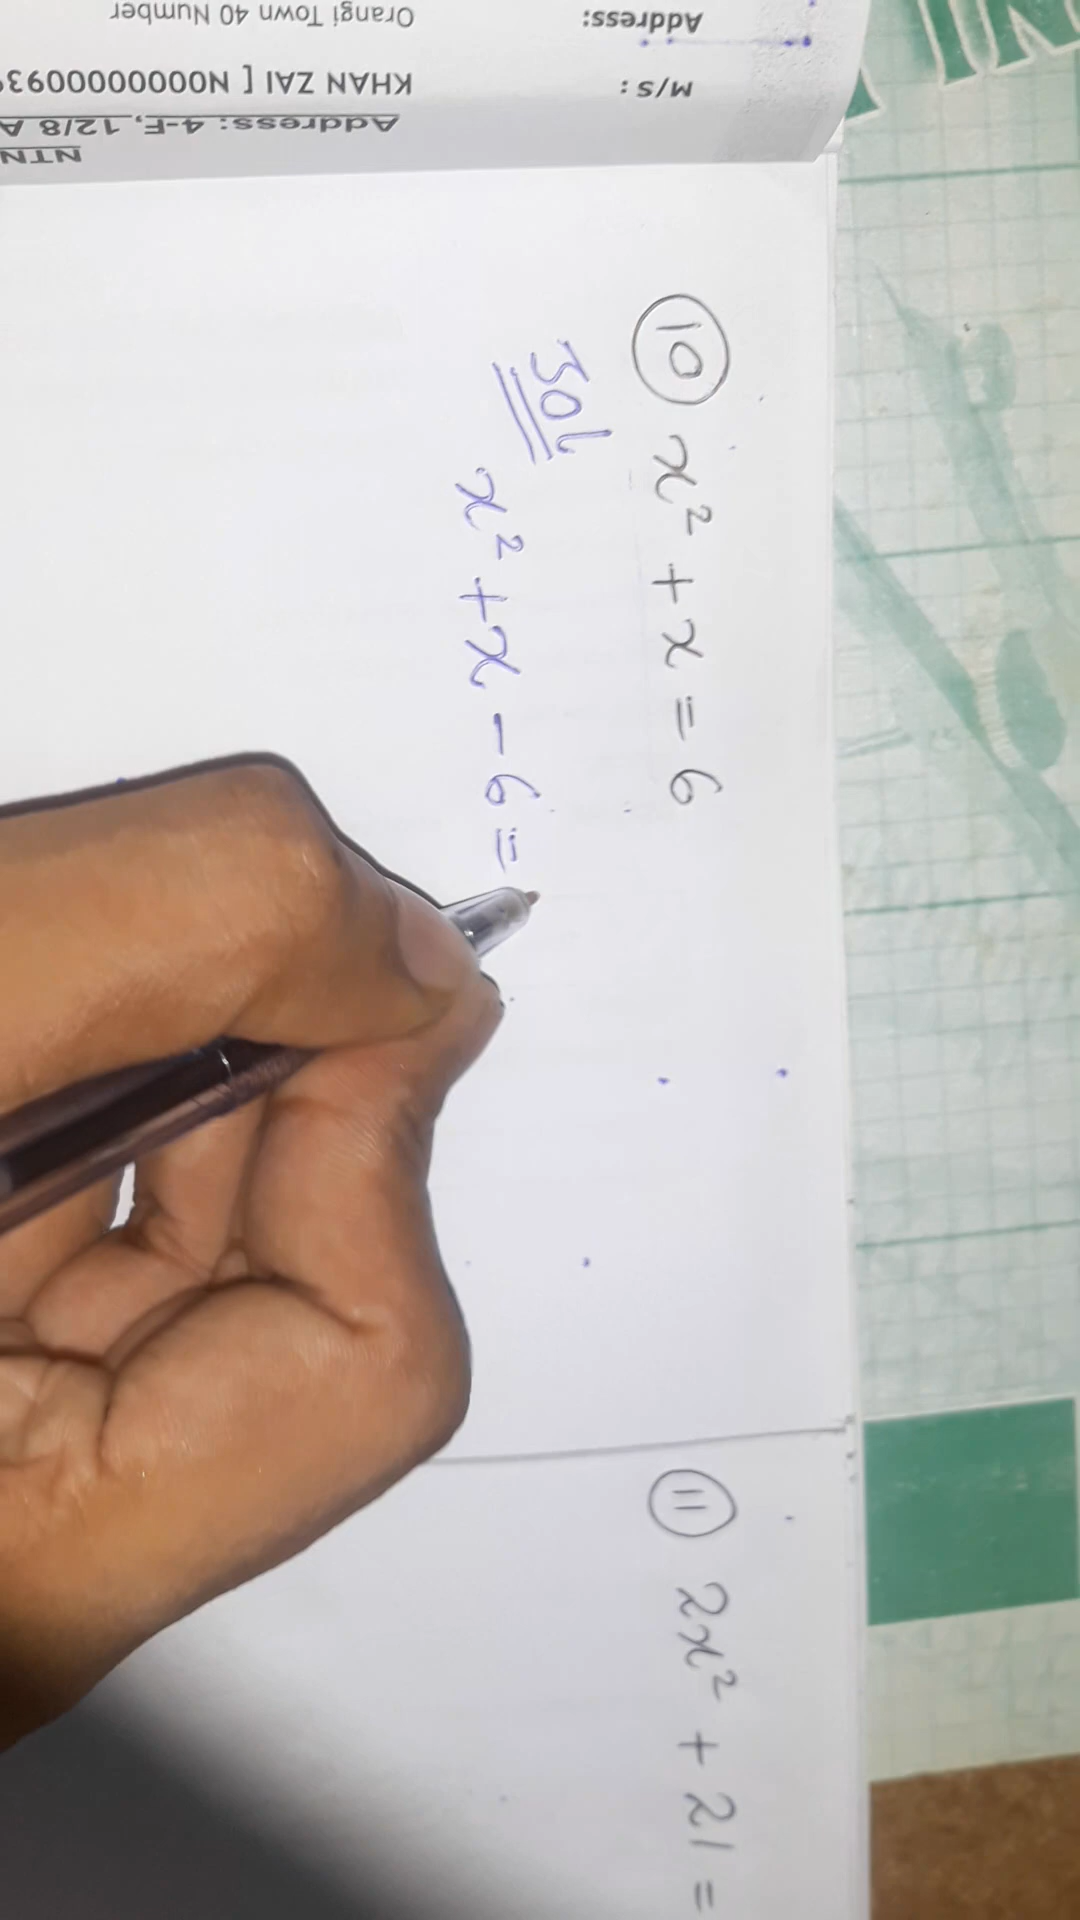 Address: Orangi Town 40 Number
M/S: KHAN ZAI [ N00000000093
Address: 4-F, 12/8 A
NTN
10 x² + x = 6
Sol
x² + x - 6 =
11 2x² + 21 =